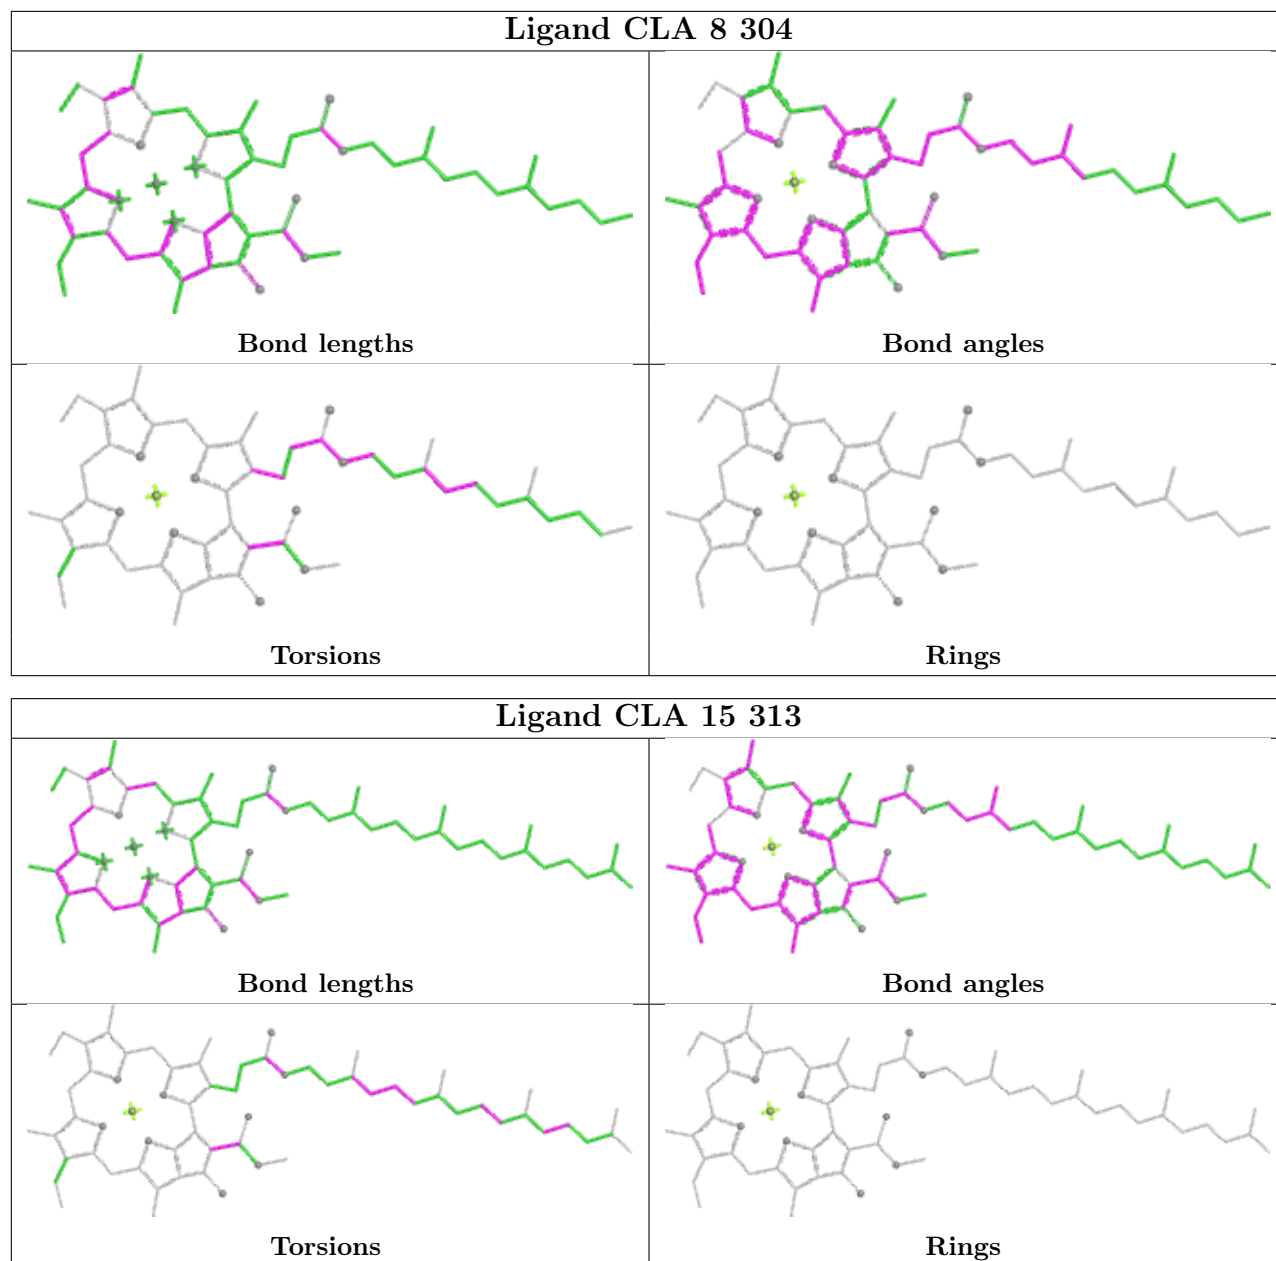 Ligand CLA 8 304
Bond lengths
Bond angles
Torsions
Rings
Ligand CLA 15 313
Bond lengths
Bond angles
Torsions
Rings